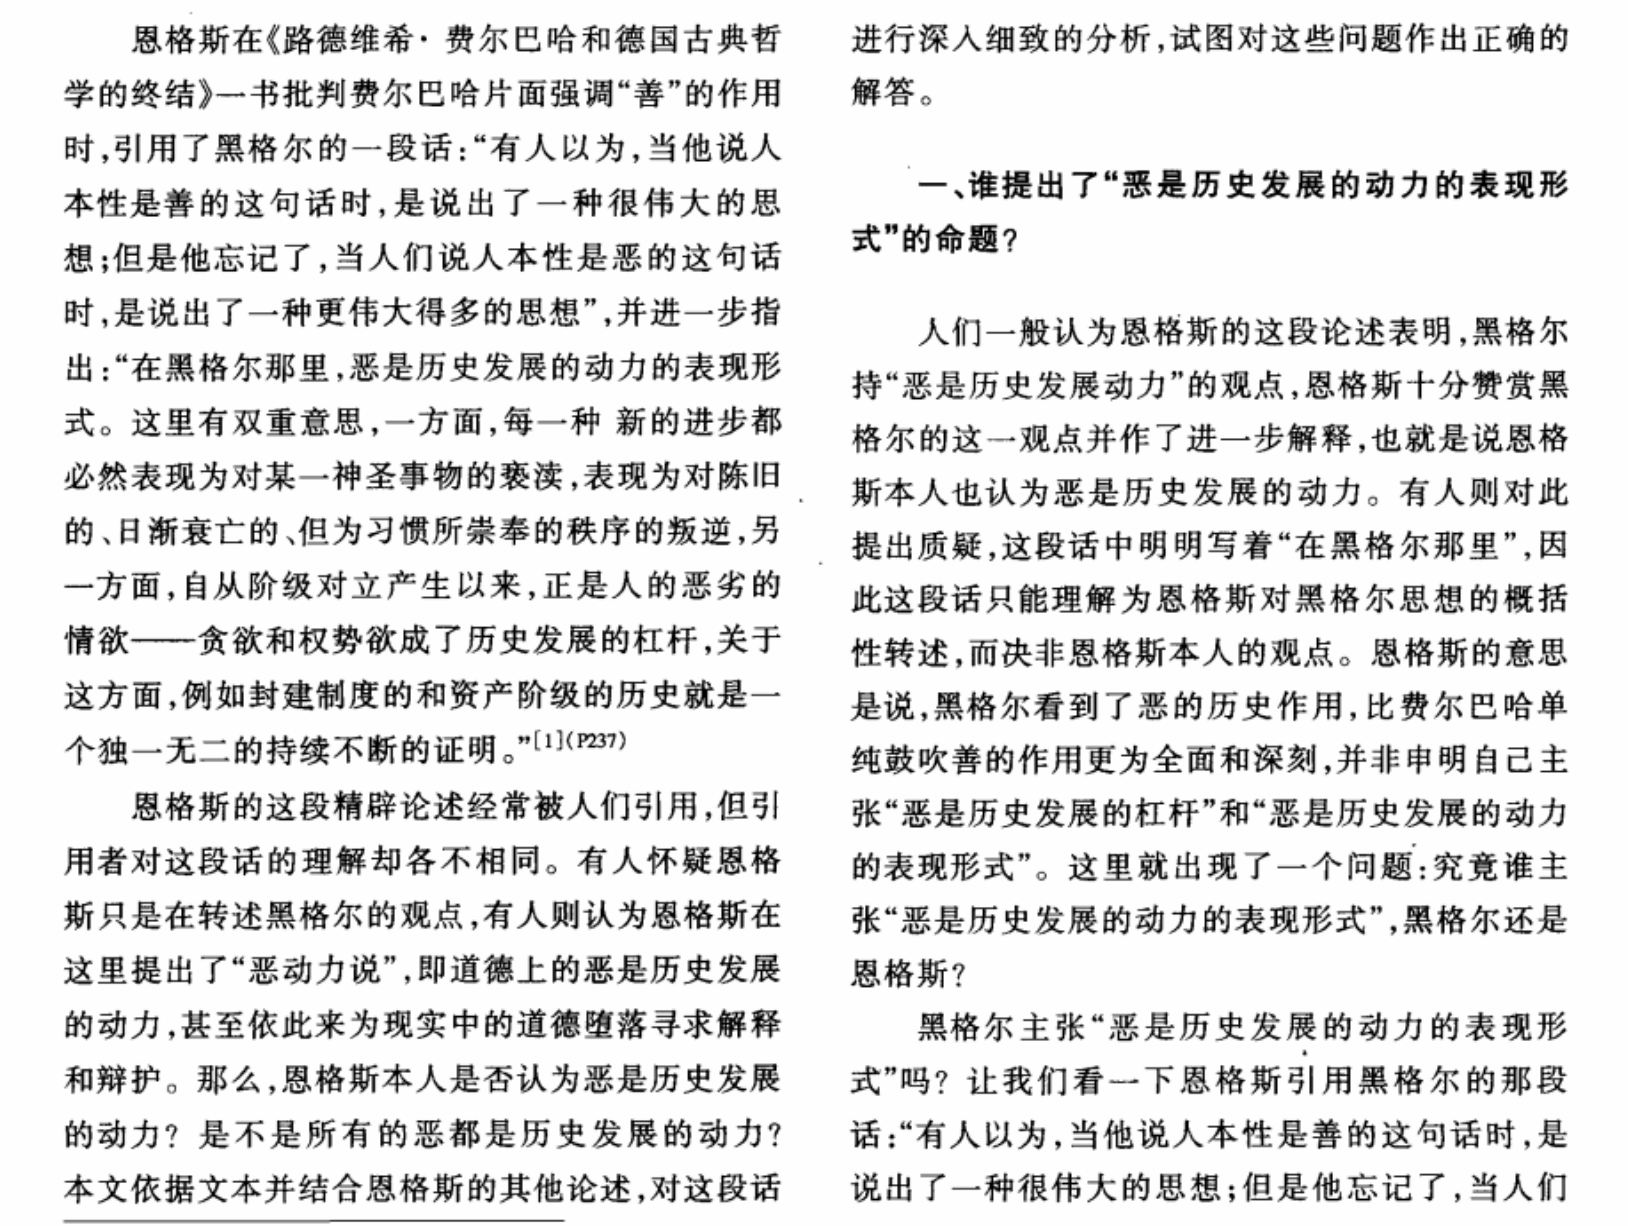 恩格斯在《路德维希·费尔巴哈和德国古典哲
学的终结》一书批判费尔巴哈片面强调“善”的作用
时,引用了黑格尔的一段话:“有人以为,当他说人
本性是善的这句话时,是说出了一种很伟大的思
想;但是他忘记了,当人们说人本性是恶的这句话
时,是说出了一种更伟大得多的思想”,并进一步指
出:“在黑格尔那里,恶是历史发展的动力的表现形
式。这里有双重意思,一方面,每一种 新的进步都
必然表现为对某一神圣事物的亵渎,表现为对陈旧
的、日渐衰亡的、但为习惯所崇奉的秩序的叛逆,另
一方面,自从阶级对立产生以来,正是人的恶劣的
情欲——贪欲和权势欲成了历史发展的杠杆,关于
这方面,例如封建制度的和资产阶级的历史就是一
个独一无二的持续不断的证明。”[1](P237)
恩格斯的这段精辟论述经常被人们引用,但引
用者对这段话的理解却各不相同。有人怀疑恩格
斯只是在转述黑格尔的观点,有人则认为恩格斯在
这里提出了“恶动力说”,即道德上的恶是历史发展
的动力,甚至依此来为现实中的道德堕落寻求解释
和辩护。那么,恩格斯本人是否认为恶是历史发展
的动力? 是不是所有的恶都是历史发展的动力?
本文依据文本并结合恩格斯的其他论述,对这段话
进行深入细致的分析,试图对这些问题作出正确的
解答。
一、谁提出了“恶是历史发展的动力的表现形
式”的命题?
人们一般认为恩格斯的这段论述表明,黑格尔
持“恶是历史发展动力”的观点,恩格斯十分赞赏黑
格尔的这一观点并作了进一步解释,也就是说恩格
斯本人也认为恶是历史发展的动力。有人则对此
提出质疑,这段话中明明写着“在黑格尔那里”,因
此这段话只能理解为恩格斯对黑格尔思想的概括
性转述,而决非恩格斯本人的观点。恩格斯的意思
是说,黑格尔看到了恶的历史作用,比费尔巴哈单
纯鼓吹善的作用更为全面和深刻,并非申明自己主
张“恶是历史发展的杠杆”和“恶是历史发展的动力
的表现形式”。这里就出现了一个问题:究竟谁主
张“恶是历史发展的动力的表现形式”,黑格尔还是
恩格斯?
黑格尔主张“恶是历史发展的动力的表现形
式”吗? 让我们看一下恩格斯引用黑格尔的那段
话:“有人以为,当他说人本性是善的这句话时,是
说出了一种很伟大的思想;但是他忘记了,当人们